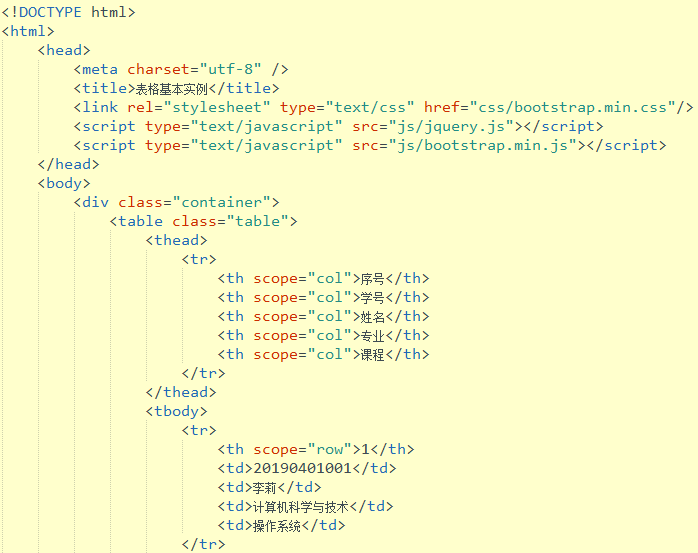 <!DOCTYPE html>
<html>
    <head>
        <meta charset="utf-8" />
        <title>表格基本实例</title>
        <link rel="stylesheet" type="text/css" href="css/bootstrap.min.css"/>
        <script type="text/javascript" src="js/jquery.js"></script>
        <script type="text/javascript" src="js/bootstrap.min.js"></script>
    </head>
    <body>
        <div class="container">
            <table class="table">
                <thead>
                    <tr>
                        <th scope="col">序号</th>
                        <th scope="col">学号</th>
                        <th scope="col">姓名</th>
                        <th scope="col">专业</th>
                        <th scope="col">课程</th>
                    </tr>
                </thead>
                <tbody>
                    <tr>
                        <th scope="row">1</th>
                        <td>20190401001</td>
                        <td>李莉</td>
                        <td>计算机科学与技术</td>
                        <td>操作系统</td>
                    </tr>